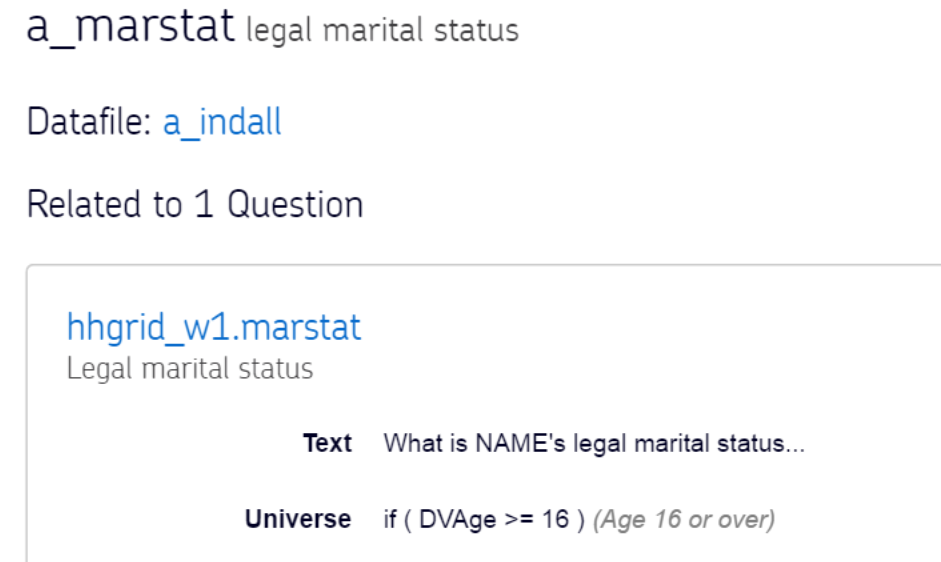 a_marstat legal marital status
Datafile: a_indall
Related to 1 Question
hhgrid_w1.marstat
Legal marital status
Text What is NAME's legal marital status...
Universe if ( DVAge >= 16 ) (Age 16 or over)